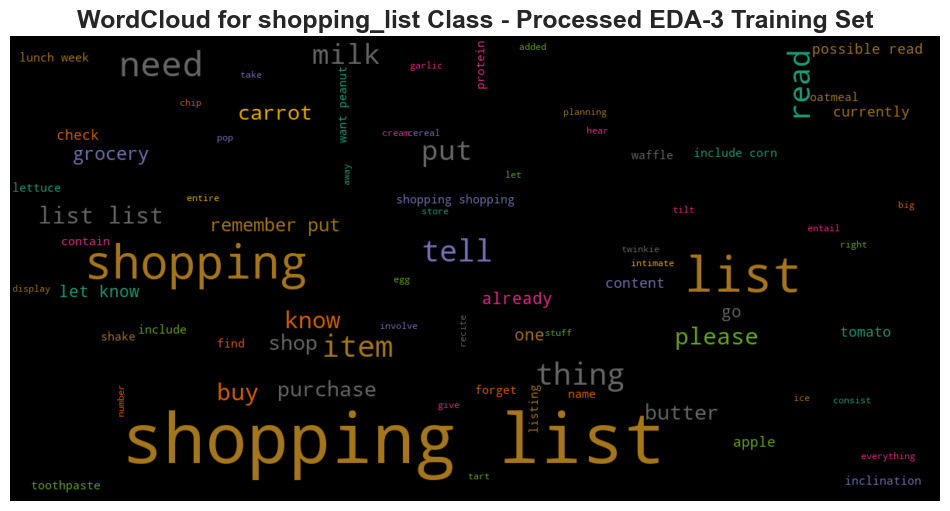 WordCloud for shopping_list Class - Processed EDA-3 Training Set
lunch week
need
take
milk
garlic
protein
added
read
possible read
oatmeal
currently
chip
carrot
want peanut
planning
check
grocery
pop
cream
cereal
put
hear
waffle
include corn
lettuce
entire
away
let
list list
remember put
shopping shopping
store
tilt
big
entail
contain
shopping
tell
twinkie
intimate
right
list
display
let know
egg
already
content
go
shake
include
know
involve
recite
one
stuff
please
tomato
find
shop
item
thing
number
buy
purchase
forget
listing
name
ice
consist
give
butter
shopping list
apple
everything
toothpaste
tart
inclination